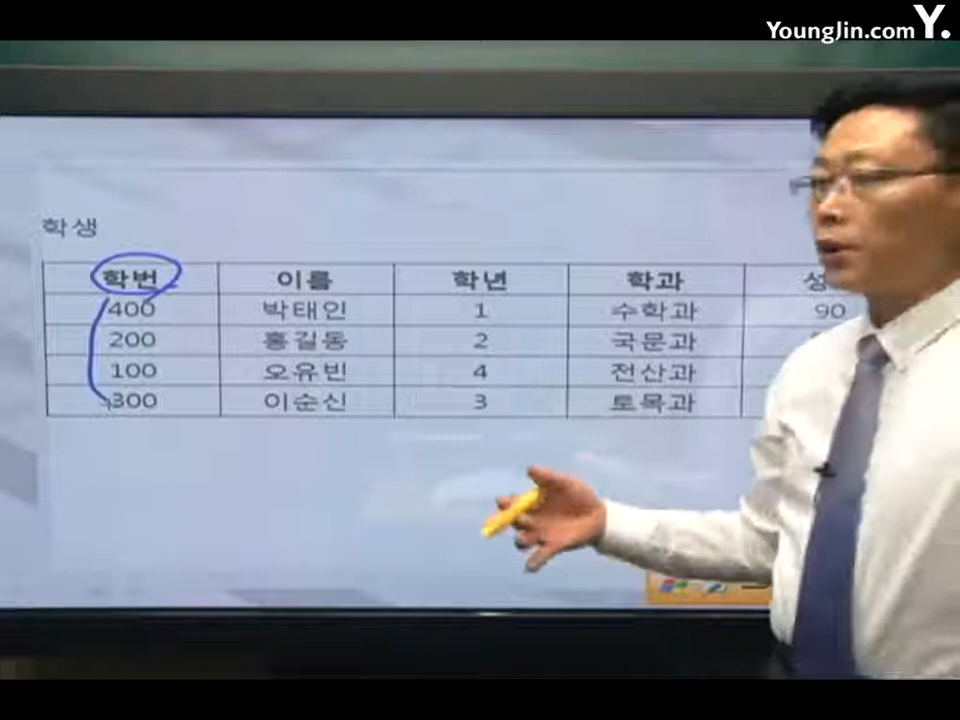 YoungJin.com Y.
학생
학번 이름 학년 학과
400 박태인 1 수학과 90
200 홍길동 2 국문과
100 오유빈 4 전산과
300 이순신 3 토목과